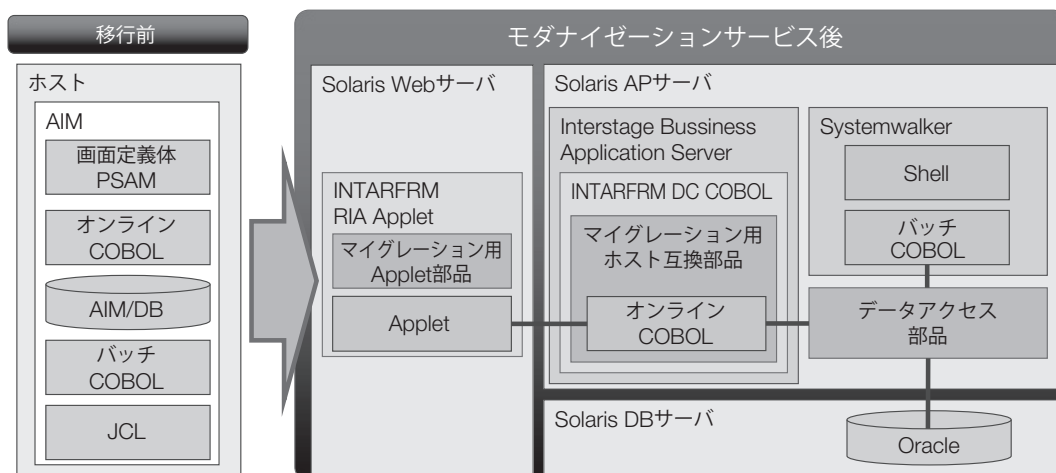 移行前
ホスト
AIM
画面定義体
PSAM
オンライン
COBOL
AIM/DB
バッチ
COBOL
JCL
モダナイゼーションサービス後
Solaris Webサーバ
INTARFRM
RIA Applet
マイグレーション用
Applet部品
Applet
Solaris APサーバ
Interstage Bussiness
Application Server
INTARFRM DC COBOL
マイグレーション用
ホスト互換部品
オンライン
COBOL
Systemwalker
Shell
バッチ
COBOL
データアクセス
部品
Solaris DBサーバ
Oracle